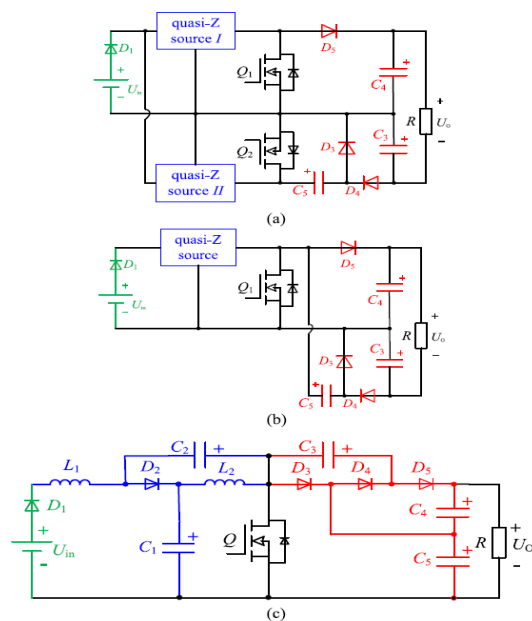 quasi-Z
source I
D1
D5
Q1
C4
Uin
R
Uo
Q2
D3
C3
quasi-Z
source II
C5
D4
(a)
quasi-Z
source
D1
D5
Q1
C4
Uin
R
Uo
D3
C3
C5
D4
(b)
C2
C3
L1
D2
L2
D3
D4
D5
D1
C4
Uin
C1
Q
R
UO
C5
(c)